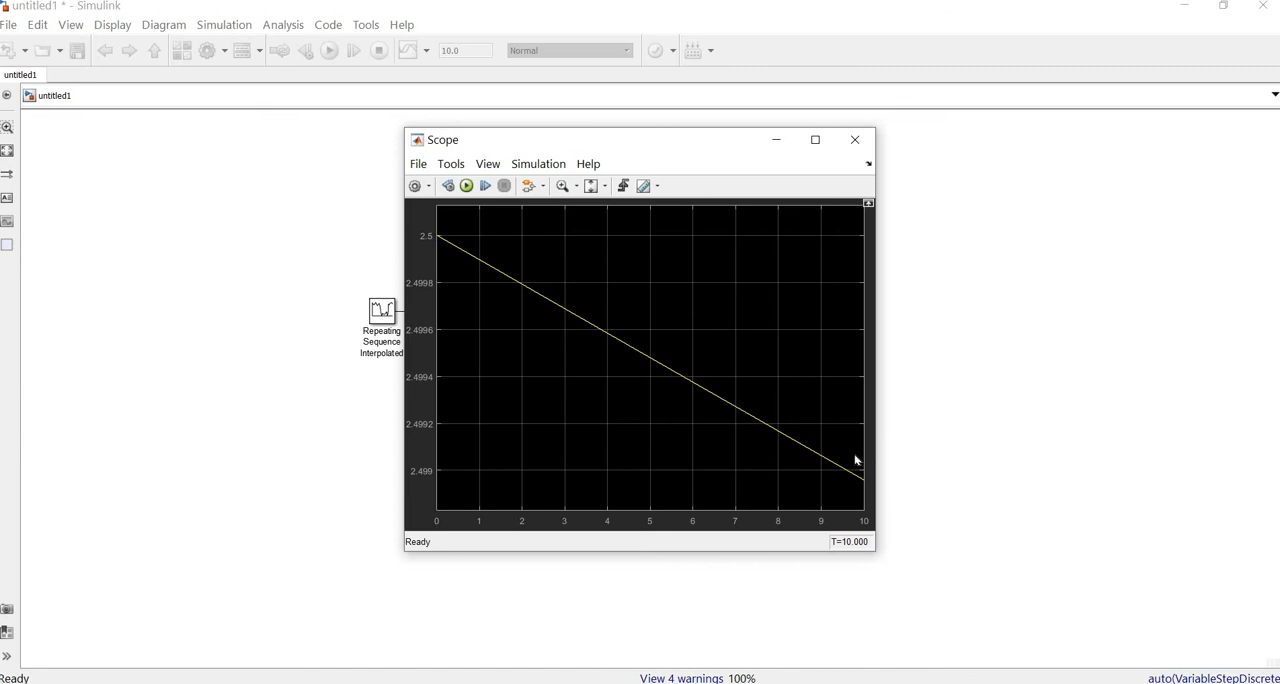 untitled1 * - Simulink
File Edit View Display Diagram Simulation Analysis Code Tools Help
10.0 Normal
untitled1
untitled1
Scope
File Tools View Simulation Help
2.5
2.4998
2.4996
2.4994
2.4992
2.499
0 1 2 3 4 5 6 7 8 9 10
Ready T=10.000
Repeating
Sequence
Interpolated
Ready View 4 warnings 100% auto(VariableStepDiscrete